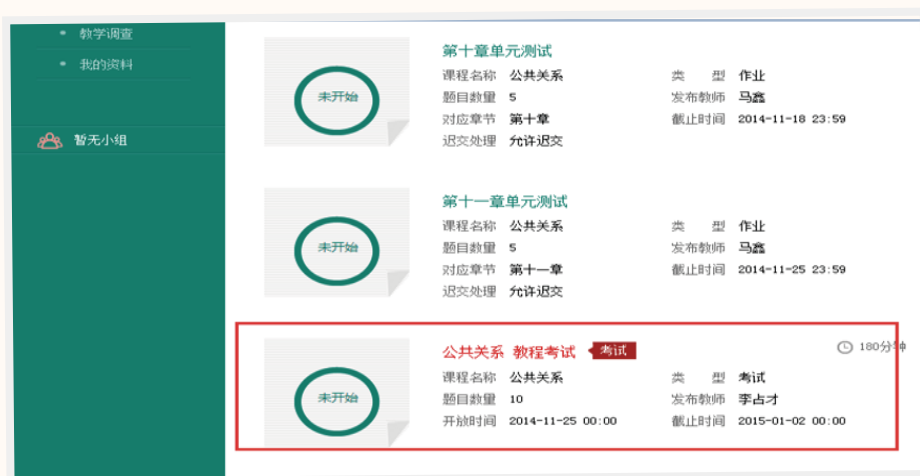 教学调查
我的资料
暂无小组
未开始
第十章单元测试
课程名称 公共关系 类 型 作业
题目数量 5 发布教师 马鑫
对应章节 第十章 截止时间 2014-11-18 23:59
迟交处理 允许迟交
未开始
第十一章单元测试
课程名称 公共关系 类 型 作业
题目数量 5 发布教师 马鑫
对应章节 第十一章 截止时间 2014-11-25 23:59
迟交处理 允许迟交
未开始
公共关系 教程考试 考试 180分钟
课程名称 公共关系 类 型 考试
题目数量 10 发布教师 李占才
开放时间 2014-11-25 00:00 截止时间 2015-01-02 00:00